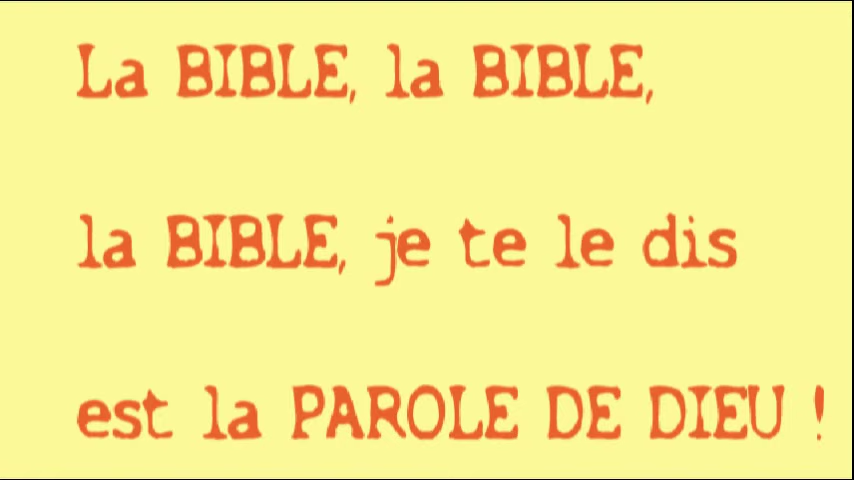 La BIBLE, la BIBLE,
la BIBLE, je te le dis
est la PAROLE DE DIEU !